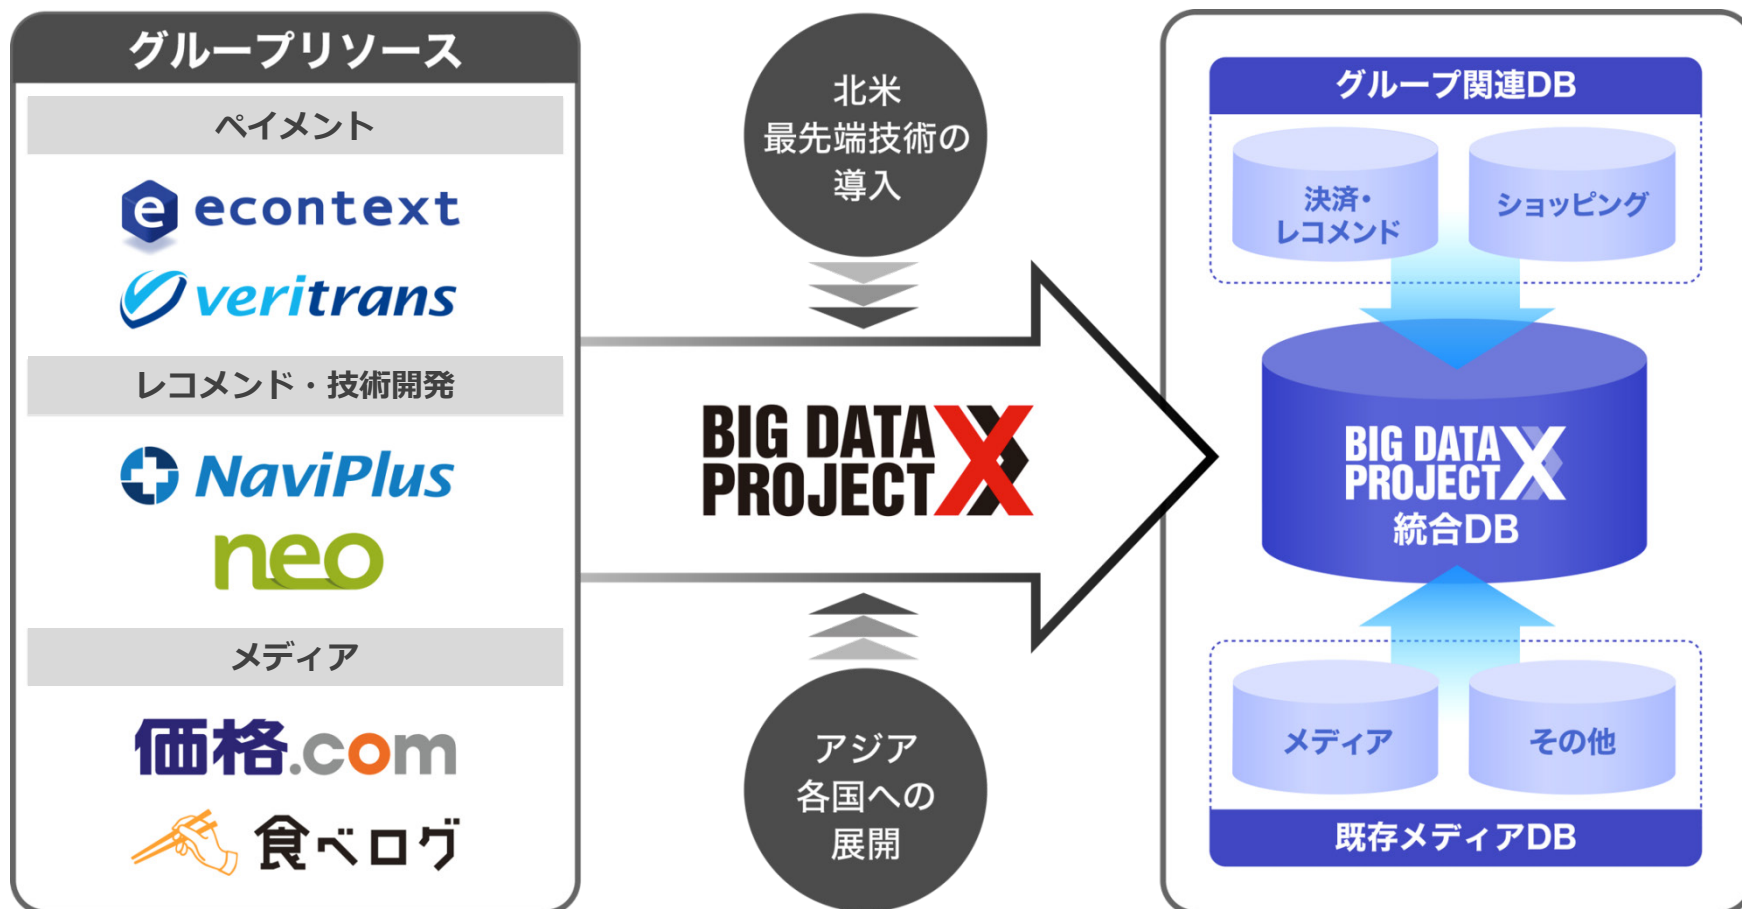 グループリソース
ペイメント
e econtext
veritrans
レコメンド・技術開発
NaviPlus
neo
メディア
価格.com
食べログ
北米
最先端技術の
導入
BIG DATA
PROJECT X
アジア
各国への
展開
グループ関連DB
決済・
レコメンド
ショッピング
BIG DATA
PROJECT X
統合DB
メディア
その他
既存メディアDB